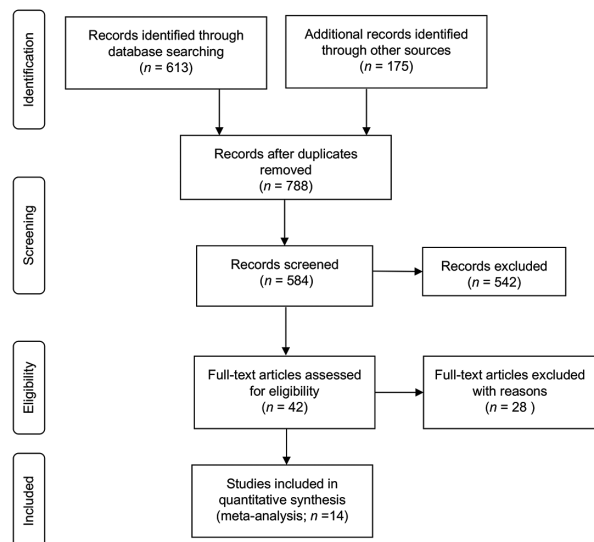 Identification
Records identified through
database searching
(n = 613)
Additional records identified
through other sources
(n = 175)
Records after duplicates
removed
(n = 788)
Screening
Records screened
(n = 584)
Records excluded
(n = 542)
Eligibility
Full-text articles assessed
for eligibility
(n = 42)
Full-text articles excluded
with reasons
(n = 28 )
Included
Studies included in
quantitative synthesis
(meta-analysis; n =14)